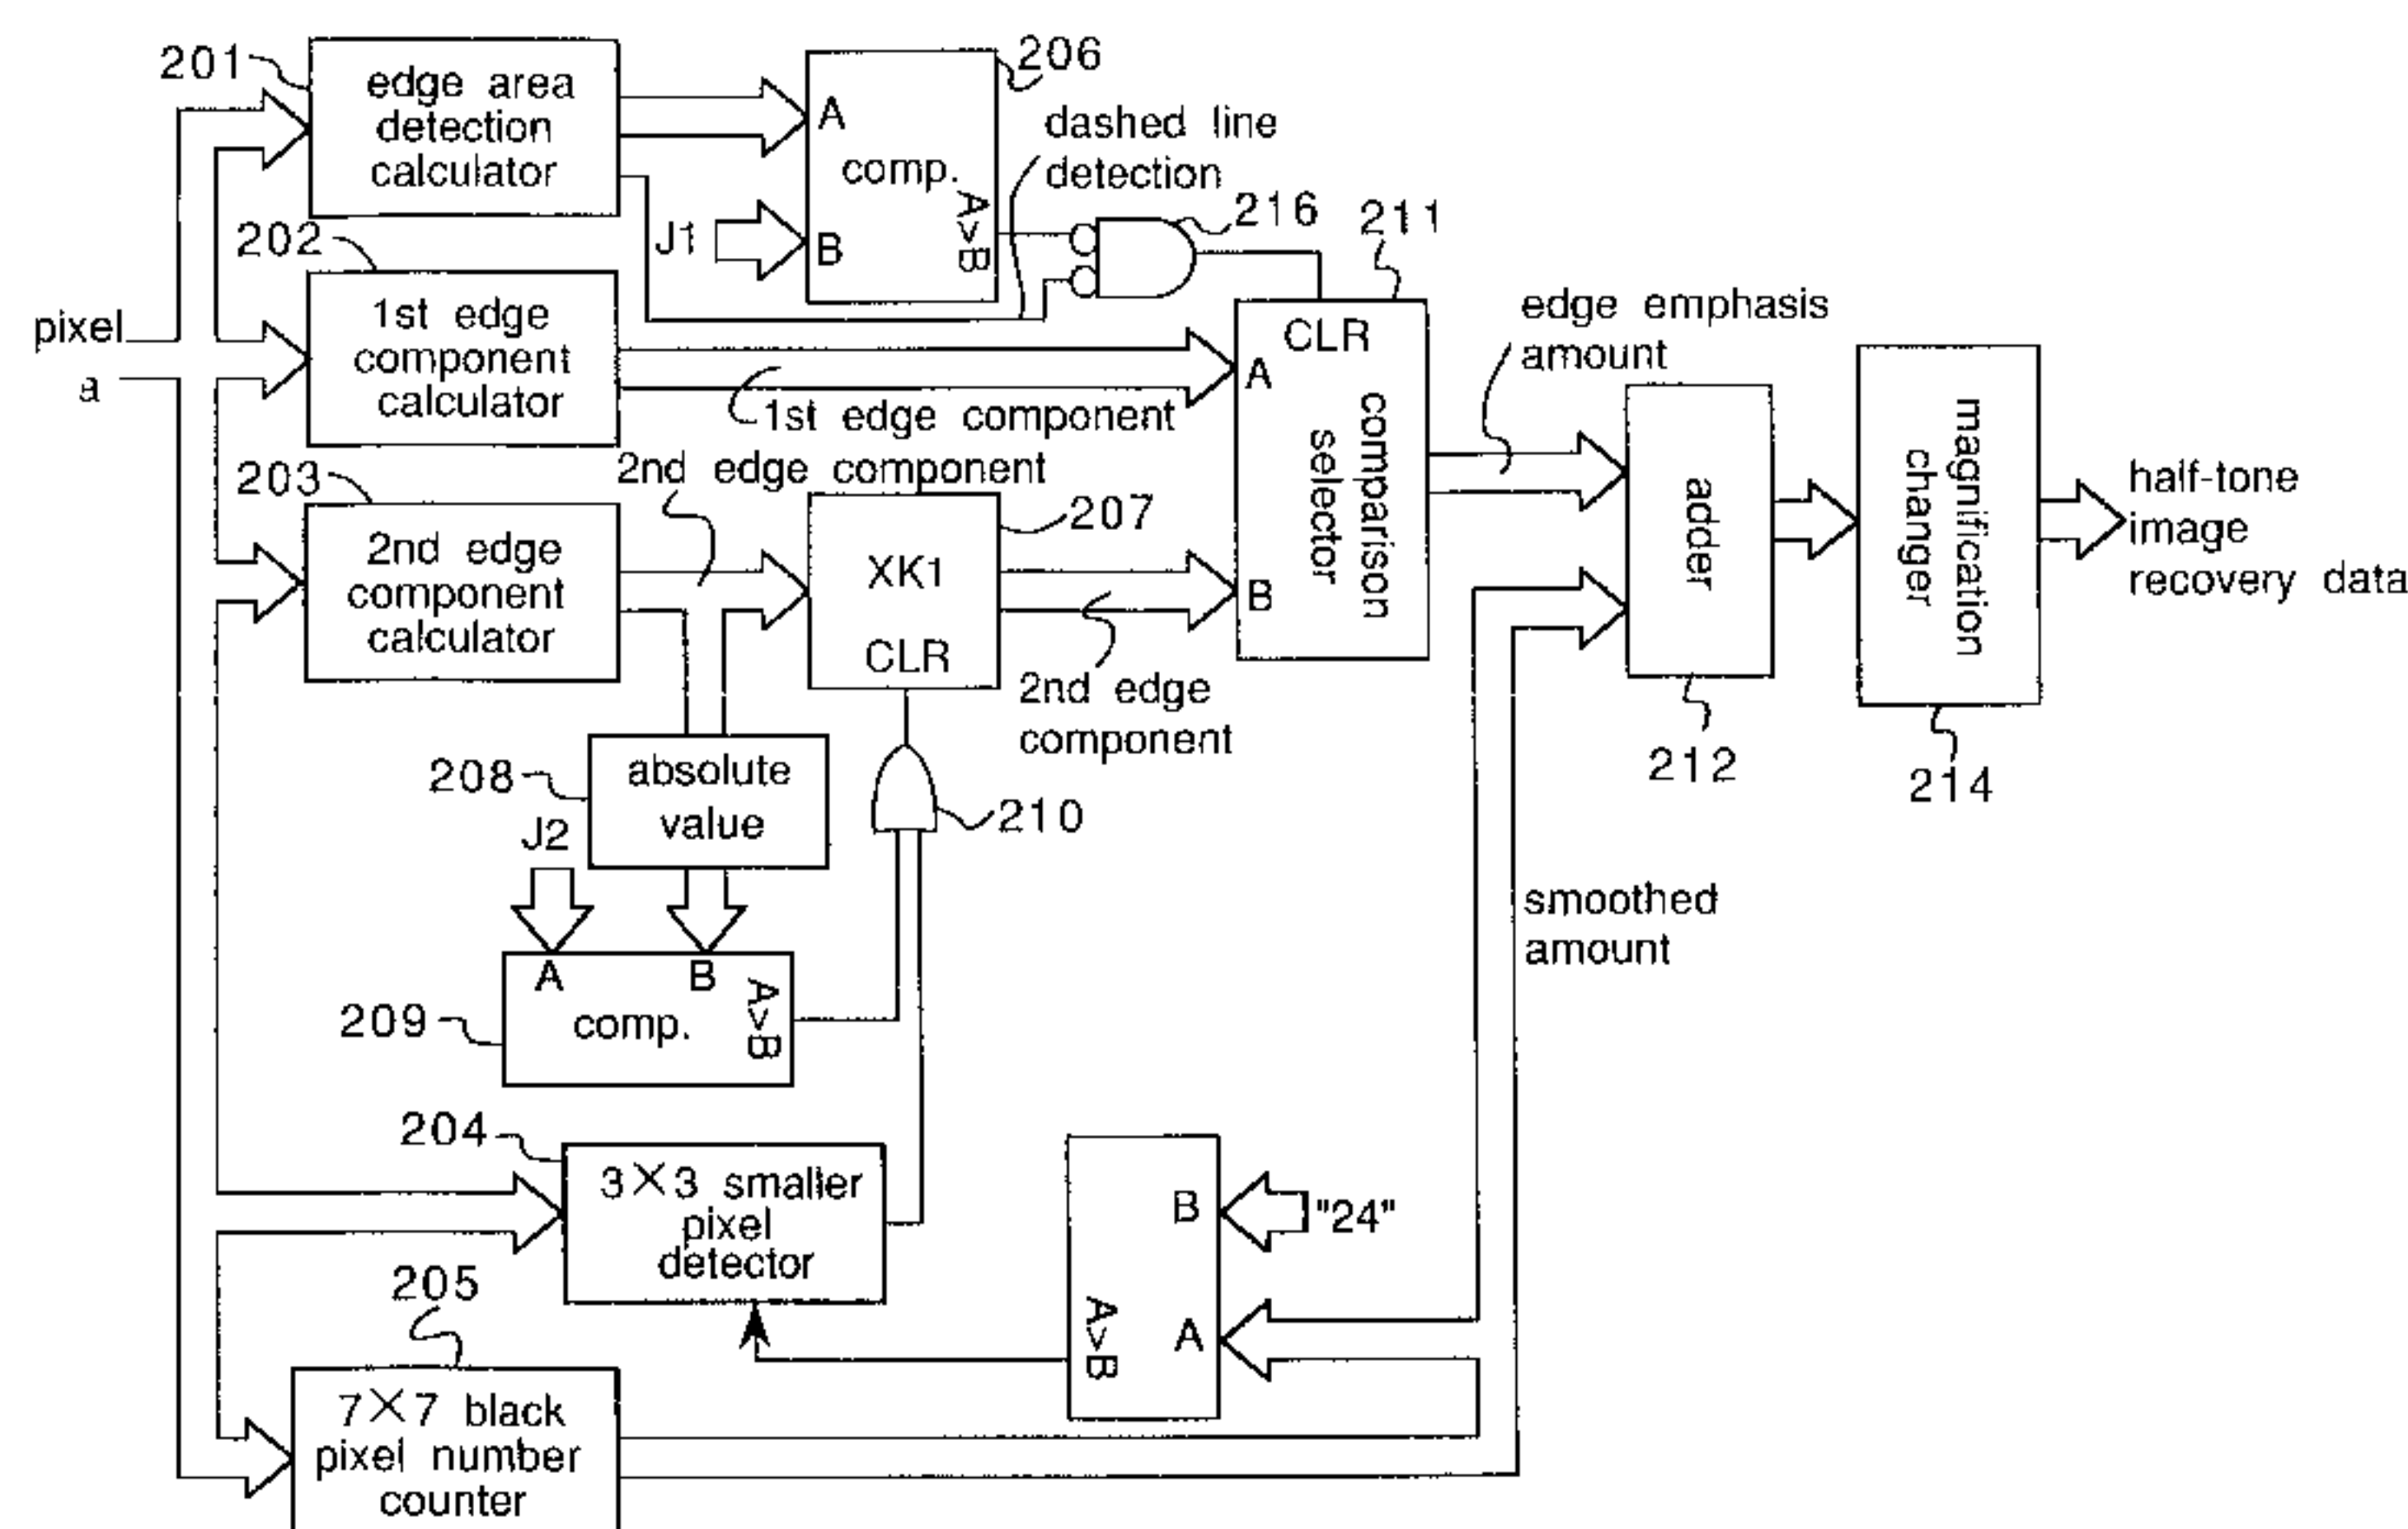 201
edge area
detection
calculator
206
A
comp.
A>B
J1
B
dashed line
detection
216
211
202
1st edge
component
calculator
pixel
a
CLR
A
comparison
selector
B
1st edge component
edge emphasis
amount
203
2nd edge
component
calculator
2nd edge component
207
XK1
CLR
2nd edge
component
adder
212
magnification
changer
214
half-tone
image
recovery data
208
absolute
value
J2
210
A
B
A>B
209
comp.
smoothed
amount
204
3×3 smaller
pixel
detector
B
"24"
A>B
A
205
7×7 black
pixel number
counter